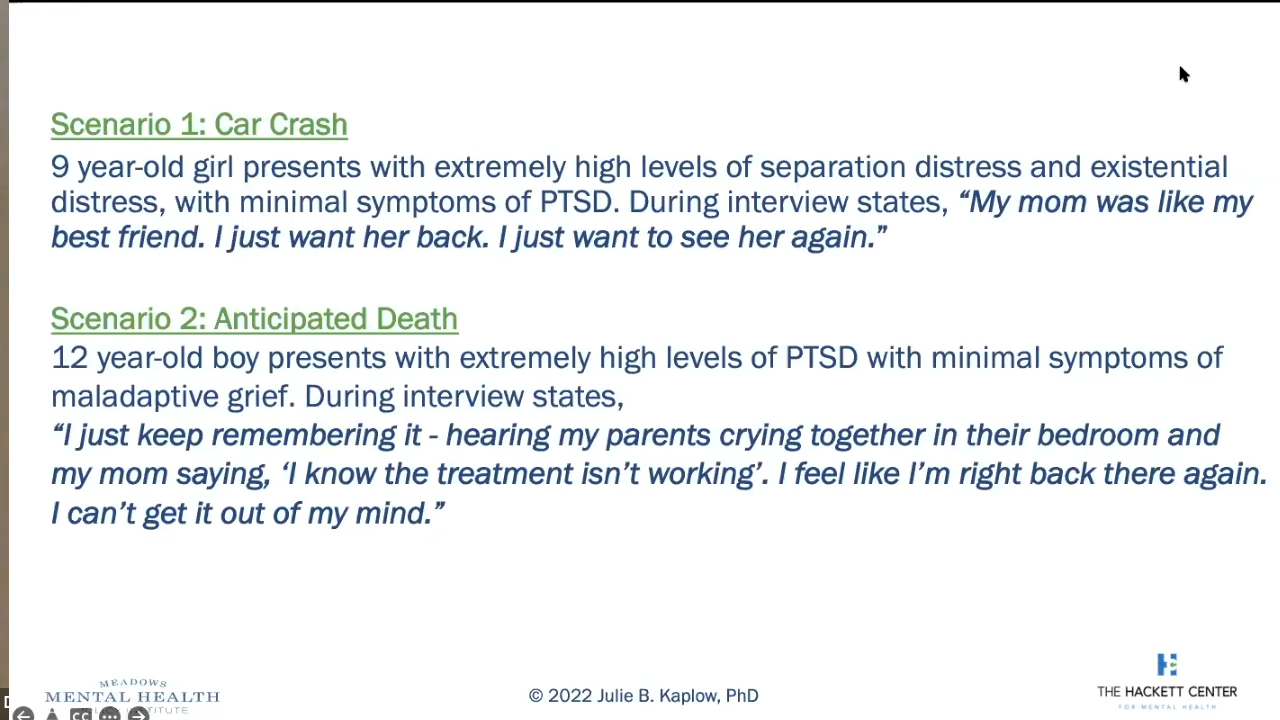 Scenario 1: Car Crash
9 year-old girl presents with extremely high levels of separation distress and existential
distress, with minimal symptoms of PTSD. During interview states, “My mom was like my
best friend. I just want her back. I just want to see her again.”
Scenario 2: Anticipated Death
12 year-old boy presents with extremely high levels of PTSD with minimal symptoms of
maladaptive grief. During interview states,
“I just keep remembering it - hearing my parents crying together in their bedroom and
my mom saying, ‘I know the treatment isn’t working’. I feel like I’m right back there again.
I can’t get it out of my mind.”
MEADOWS
MENTAL HEALTH
© 2022 Julie B. Kaplow, PhD
THE HACKETT CENTER
FOR MENTAL HEALTH
CC